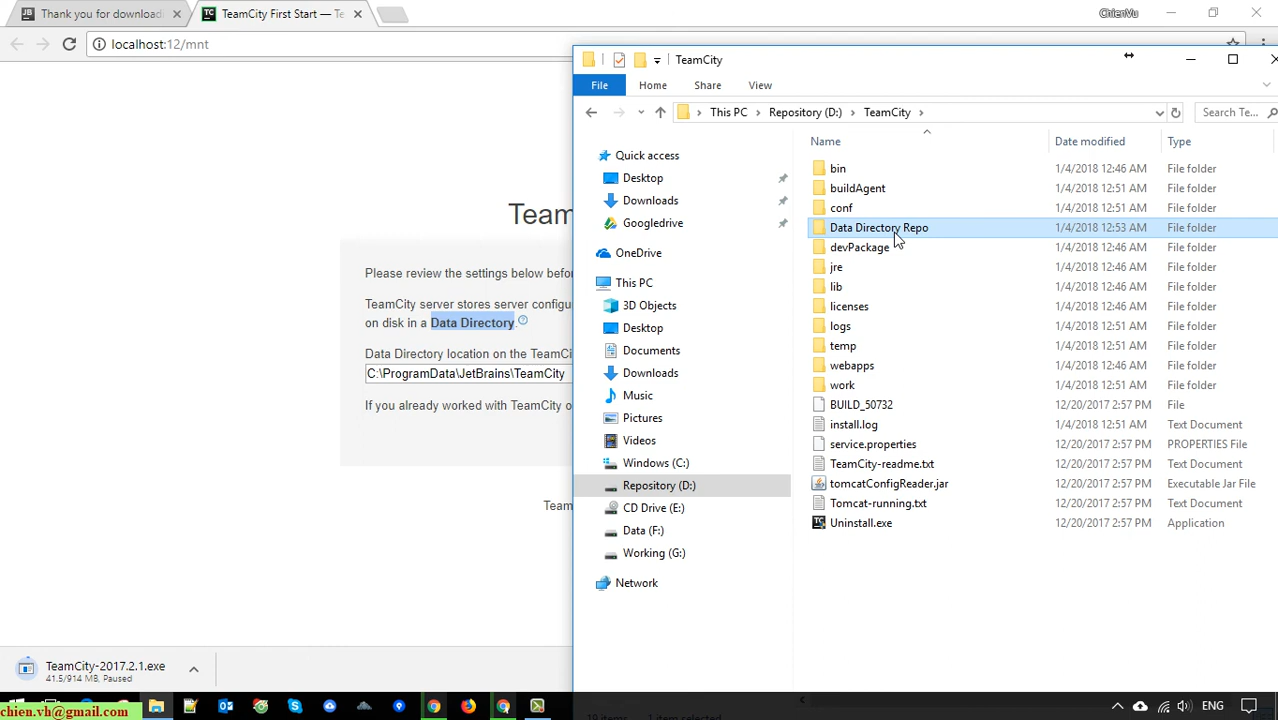 Thank you for downloadi
TeamCity First Start — Te
ChienVu
localhost:12/mnt
Team
Please review the settings below befor
TeamCity server stores server configu
on disk in a Data Directory.
Data Directory location on the TeamCi
C:\ProgramData\JetBrains\TeamCity
If you already worked with TeamCity o
Team
TeamCity
File Home Share View
This PC Repository (D:) TeamCity
Search Te...
Quick access
Desktop
Downloads
Googledrive
OneDrive
This PC
3D Objects
Desktop
Documents
Downloads
Music
Pictures
Videos
Windows (C:)
Repository (D:)
CD Drive (E:)
Data (F:)
Working (G:)
Network
Name Date modified Type
bin 1/4/2018 12:46 AM File folder
buildAgent 1/4/2018 12:51 AM File folder
conf 1/4/2018 12:51 AM File folder
Data Directory Repo 1/4/2018 12:53 AM File folder
devPackage 1/4/2018 12:46 AM File folder
jre 1/4/2018 12:46 AM File folder
lib 1/4/2018 12:46 AM File folder
licenses 1/4/2018 12:46 AM File folder
logs 1/4/2018 12:51 AM File folder
temp 1/4/2018 12:46 AM File folder
webapps 1/4/2018 12:46 AM File folder
work 1/4/2018 12:51 AM File folder
BUILD_50732 12/20/2017 2:57 PM File
install.log 1/4/2018 12:51 AM Text Document
service.properties 12/20/2017 2:57 PM PROPERTIES File
TeamCity-readme.txt 12/20/2017 2:57 PM Text Document
tomcatConfigReader.jar 12/20/2017 2:57 PM Executable Jar File
Tomcat-running.txt 12/20/2017 2:57 PM Text Document
Uninstall.exe 12/20/2017 2:57 PM Application
TeamCity-2017.2.1.exe
41.5/914 MB, Paused
19 items 1 item selected
chien.vh@gmail.com
ENG